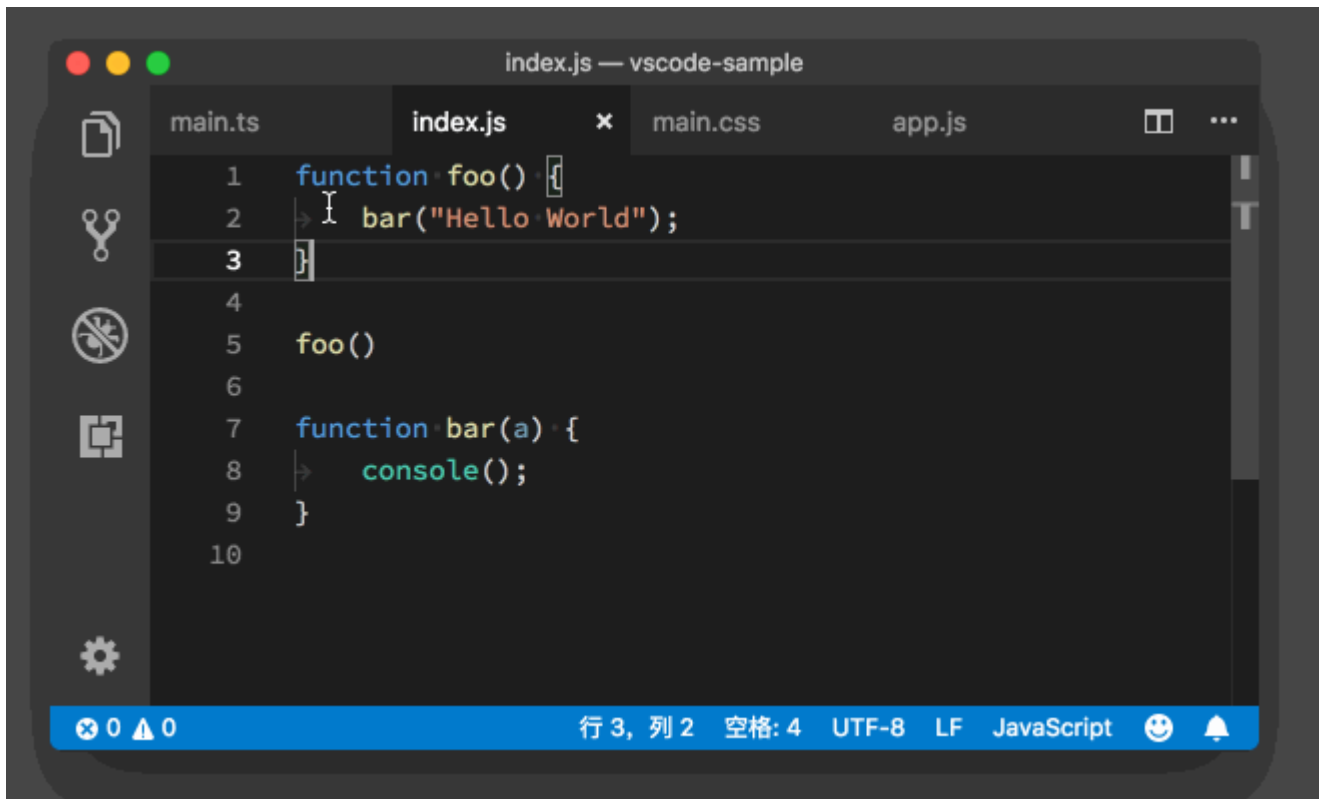 index.js — vscode-sample
main.ts index.js × main.css app.js ···
1 function foo() {
2 bar("Hello World");
3 }
4
5 foo()
6
7 function bar(a) {
8 console();
9 }
10
0 0 行 3，列 2 空格: 4 UTF-8 LF JavaScript